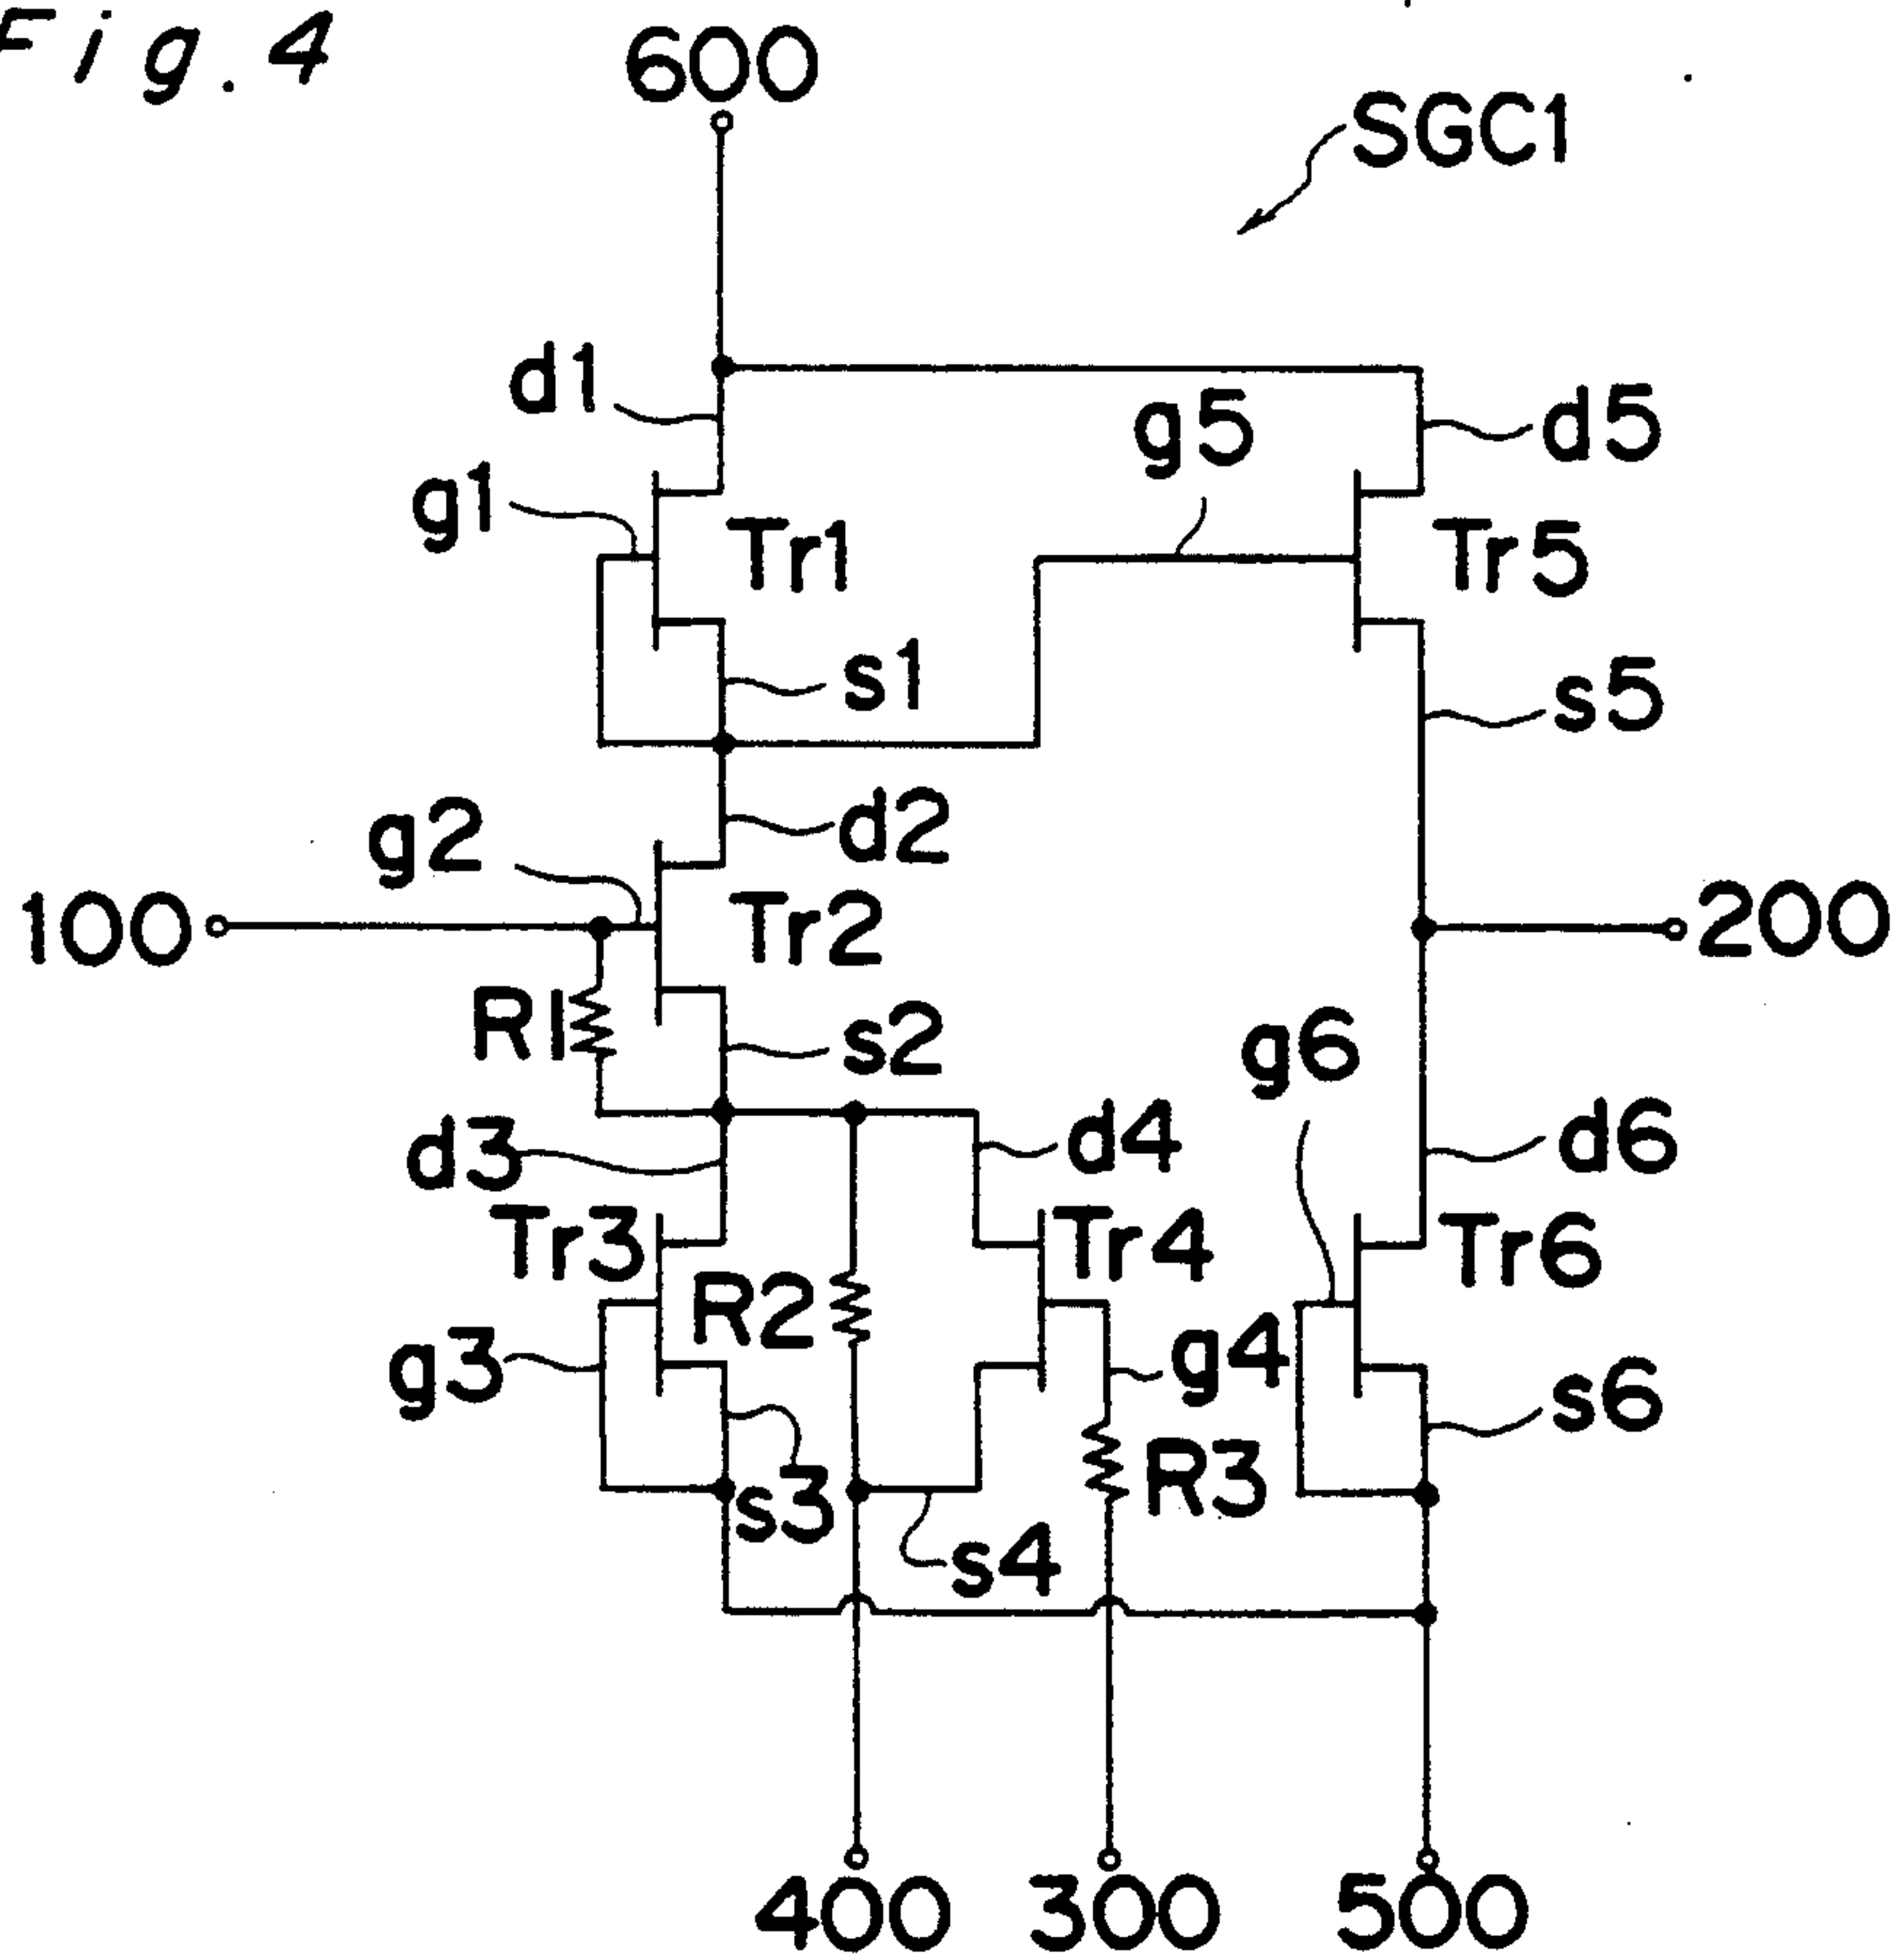 Fig. 4
600
SGC1
d1
g5
d5
g1
Tr1
Tr5
s1
s5
g2
d2
100
Tr2
200
R1
s2
g6
d3
d4
d6
Tr3
Tr4
Tr6
R2
g3
g4
s6
s3
R3
s4
400
300
500